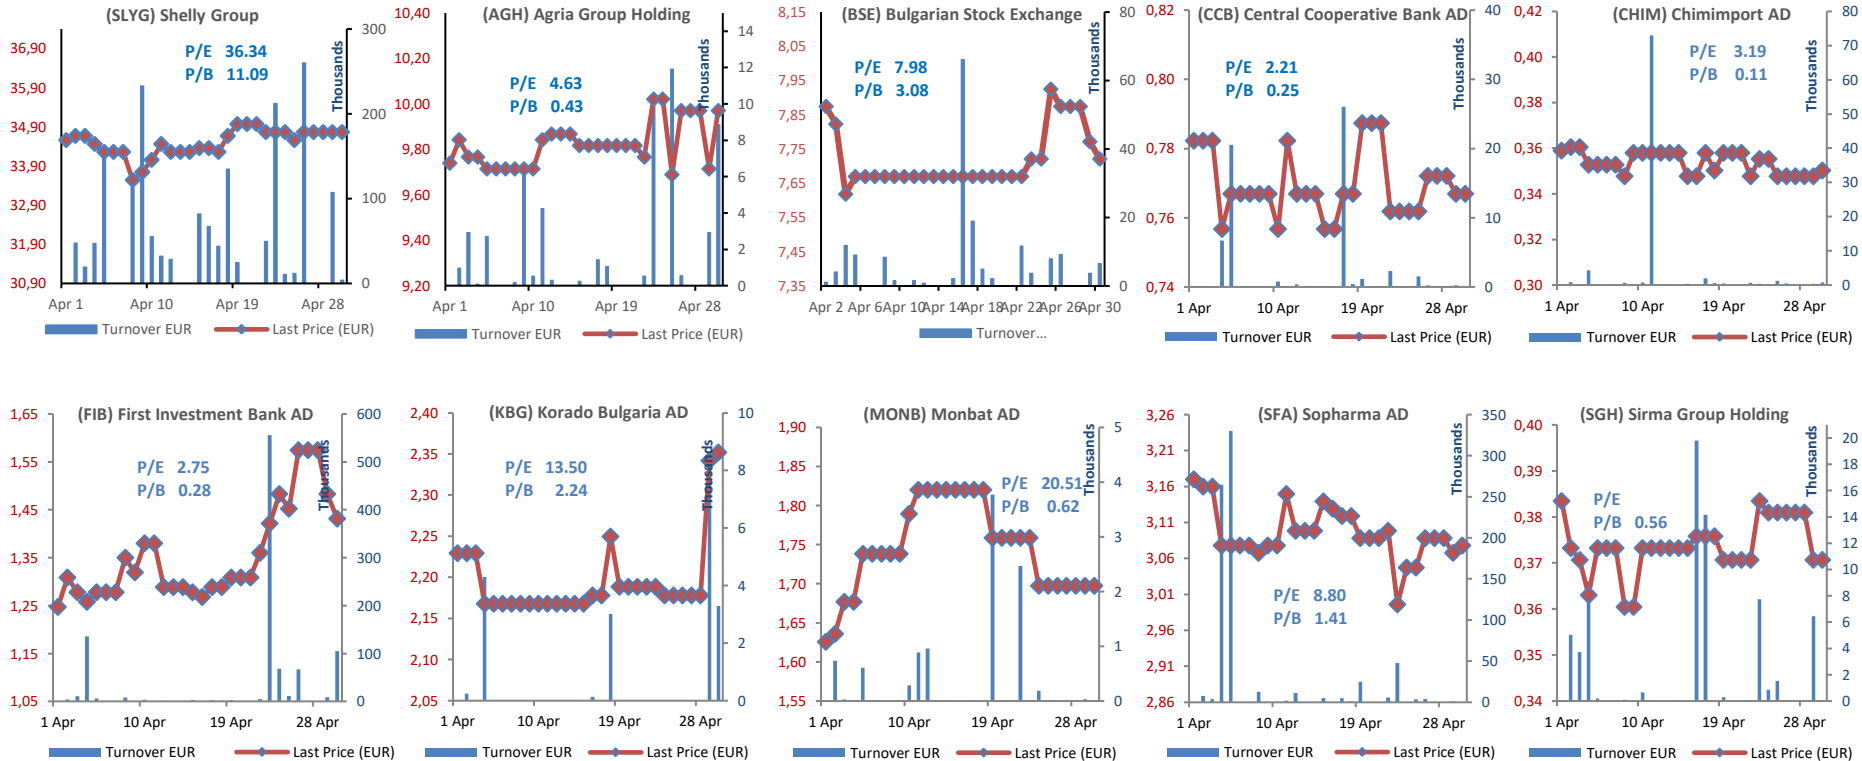 (SLYG) Shelly Group
P/E 36.34
P/B 11.09
36,90
35,90
34,90
33,90
32,90
31,90
30,90
300
200
100
0
Thousands
Apr 1
Apr 10
Apr 19
Apr 28
Turnover EUR
Last Price (EUR)
(AGH) Agria Group Holding
P/E 4.63
P/B 0.43
10,40
10,20
10,00
9,80
9,60
9,40
9,20
14
12
10
8
6
4
2
0
Thousands
Apr 1
Apr 10
Apr 19
Apr 28
Turnover EUR
Last Price (EUR)
(BSE) Bulgarian Stock Exchange
P/E 7.98
P/B 3.08
8,15
8,05
7,95
7,85
7,75
7,65
7,55
7,45
7,35
80
60
40
20
0
Thousands
Apr 2
Apr 6
Apr 10
Apr 14
Apr 18
Apr 22
Apr 26
Apr 30
Turnover…
(CCB) Central Cooperative Bank AD
P/E 2.21
P/B 0.25
0,82
0,80
0,78
0,76
0,74
40
30
20
10
0
Thousands
1 Apr
10 Apr
19 Apr
28 Apr
Turnover EUR
Last Price (EUR)
(CHIM) Chimimport AD
P/E 3.19
P/B 0.11
0,42
0,40
0,38
0,36
0,34
0,32
0,30
80
70
60
50
40
30
20
10
0
Thousands
1 Apr
10 Apr
19 Apr
28 Apr
Turnover EUR
Last Price (EUR)
(FIB) First Investment Bank AD
P/E 2.75
P/B 0.28
1,65
1,55
1,45
1,35
1,25
1,15
1,05
600
500
400
300
200
100
0
Thousands
1 Apr
10 Apr
19 Apr
28 Apr
Turnover EUR
Last Price (EUR)
(KBG) Korado Bulgaria AD
P/E 13.50
P/B 2.24
2,40
2,35
2,30
2,25
2,20
2,15
2,10
2,05
10
8
6
4
2
0
Thousands
1 Apr
10 Apr
19 Apr
28 Apr
Turnover EUR
Last Price (EUR)
(MONB) Monbat AD
P/E 20.51
P/B 0.62
1,90
1,85
1,80
1,75
1,70
1,65
1,60
1,55
5
4
3
2
1
0
Thousands
1 Apr
10 Apr
19 Apr
28 Apr
Turnover EUR
Last Price (EUR)
(SFA) Sopharma AD
P/E 8.80
P/B 1.41
3,26
3,21
3,16
3,11
3,06
3,01
2,96
2,91
2,86
350
300
250
200
150
100
50
0
Thousands
1 Apr
10 Apr
19 Apr
28 Apr
Turnover EUR
Last Price (EUR)
(SGH) Sirma Group Holding
P/E
P/B 0.56
0,40
0,39
0,38
0,37
0,36
0,35
0,34
20
18
16
14
12
10
8
6
4
2
0
Thousands
1 Apr
10 Apr
19 Apr
28 Apr
Turnover EUR
Last Price (EUR)